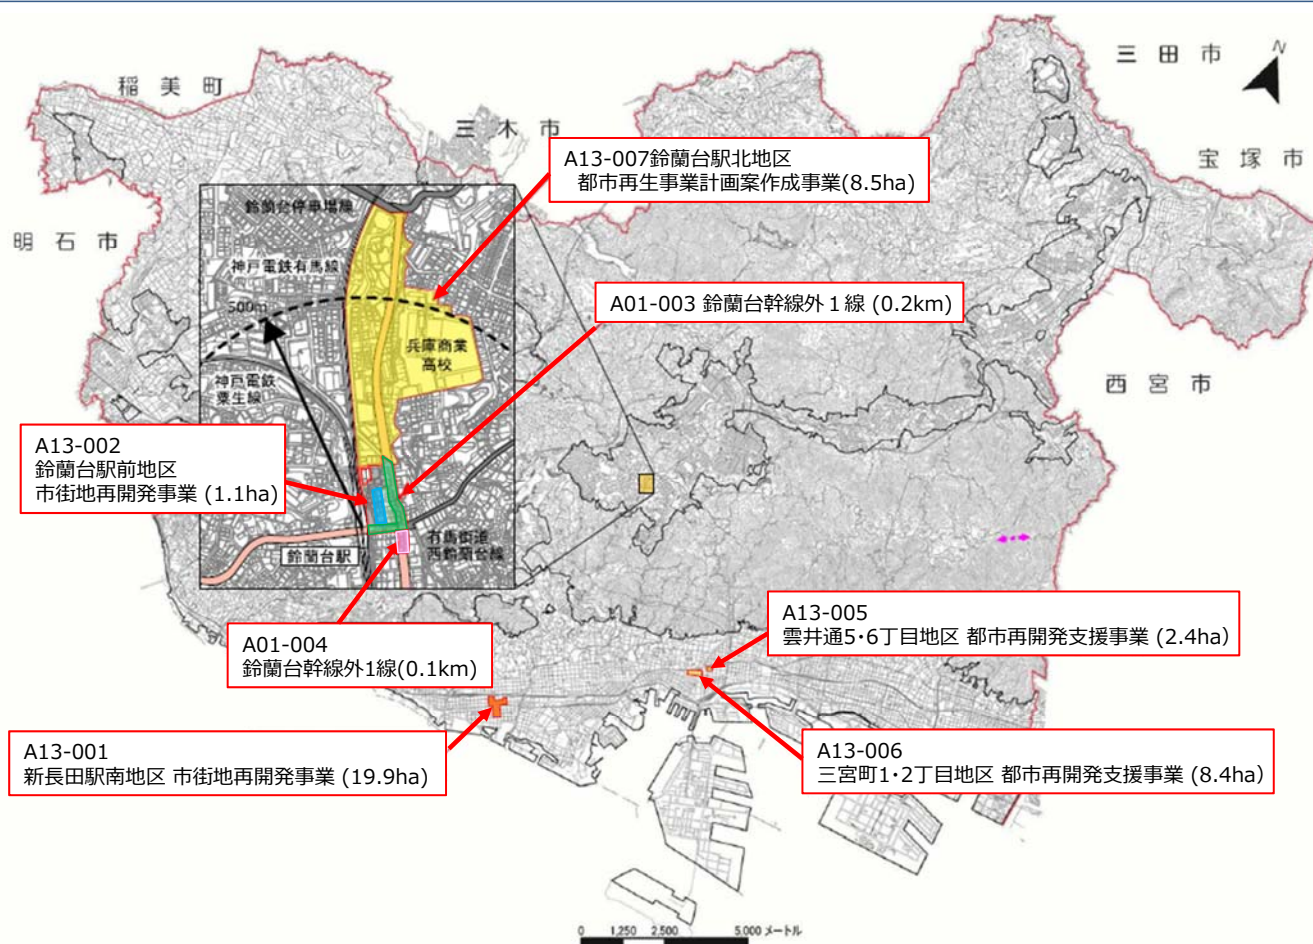 稲美町
三木市
三田市
N
宝塚市
明石市
西宮市
A13-007鈴蘭台駅北地区
都市再生事業計画案作成事業(8.5ha)
鈴蘭台停車場線
神戸電鉄有馬線
500m
A01-003 鈴蘭台幹線外１線 (0.2km)
兵庫商業
高校
神戸電鉄
粟生線
A13-002
鈴蘭台駅前地区
市街地再開発事業 (1.1ha)
鈴蘭台駅
有馬街道
西鈴蘭台線
A01-004
鈴蘭台幹線外1線(0.1km)
A13-005
雲井通5・6丁目地区 都市再開発支援事業 (2.4ha)
A13-001
新長田駅南地区 市街地再開発事業 (19.9ha)
A13-006
三宮町1・2丁目地区 都市再開発支援事業 (8.4ha)
0 1,250 2,500 5,000 メートル